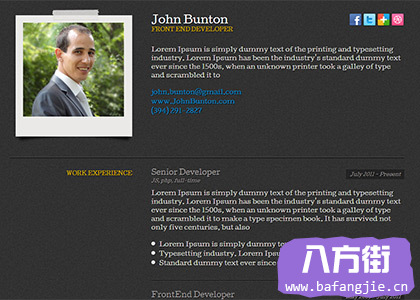 John Bunton
FRONT END DEVELOPER
Lorem Ipsum is simply dummy text of the printing and typesetting
industry. Lorem Ipsum has been the industry's standard dummy text
ever since the 1500s, when an unknown printer took a galley of type
and scrambled it to
john.bunton@gmail.com
www.JohnBunton.com
(394) 291-2827
WORK EXPERIENCE
Senior Developer
July 2011 - Present
JS, php, full-time
Lorem Ipsum is simply dummy text of the printing and typesetting
industry. Lorem Ipsum has been the industry's standard dummy text
ever since the 1500s, when an unknown printer took a galley of type
and scrambled it to make a type specimen book. It has survived not
only five centuries, but also
Lorem Ipsum is simply dummy text
Typesetting industry, Lorem Ipsum
Standard dummy text ever since
FrontEnd Developer
八方街
www.bafangjie.cn